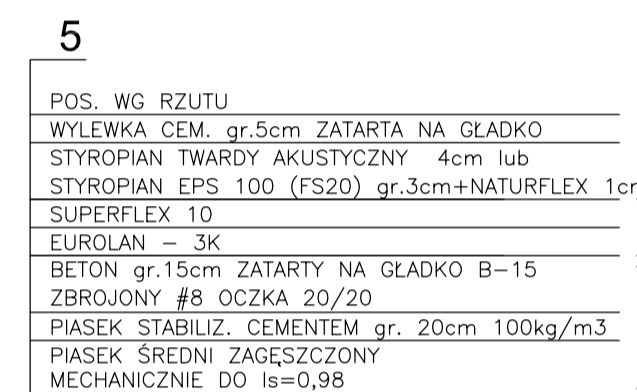 5
POS. WG RZUTU
WYLEWKA CEM. gr.5cm ZATARTA NA GŁADKO
STYROPIAN TWARDY AKUSTYCZNY 4cm lub
STYROPIAN EPS 100 (FS20) gr.3cm+NATURFLEX 1cm
SUPERFLEX 10
EUROLAN - 3K
BETON gr.15cm ZATARTY NA GŁADKO B-15
ZBROJONY #8 OCZKA 20/20
PIASEK STABILIZ. CEMENTEM gr. 20cm 100kg/m3
PIASEK ŚREDNI ZAGĘSZCZONY
MECHANICZNIE DO Is=0,98